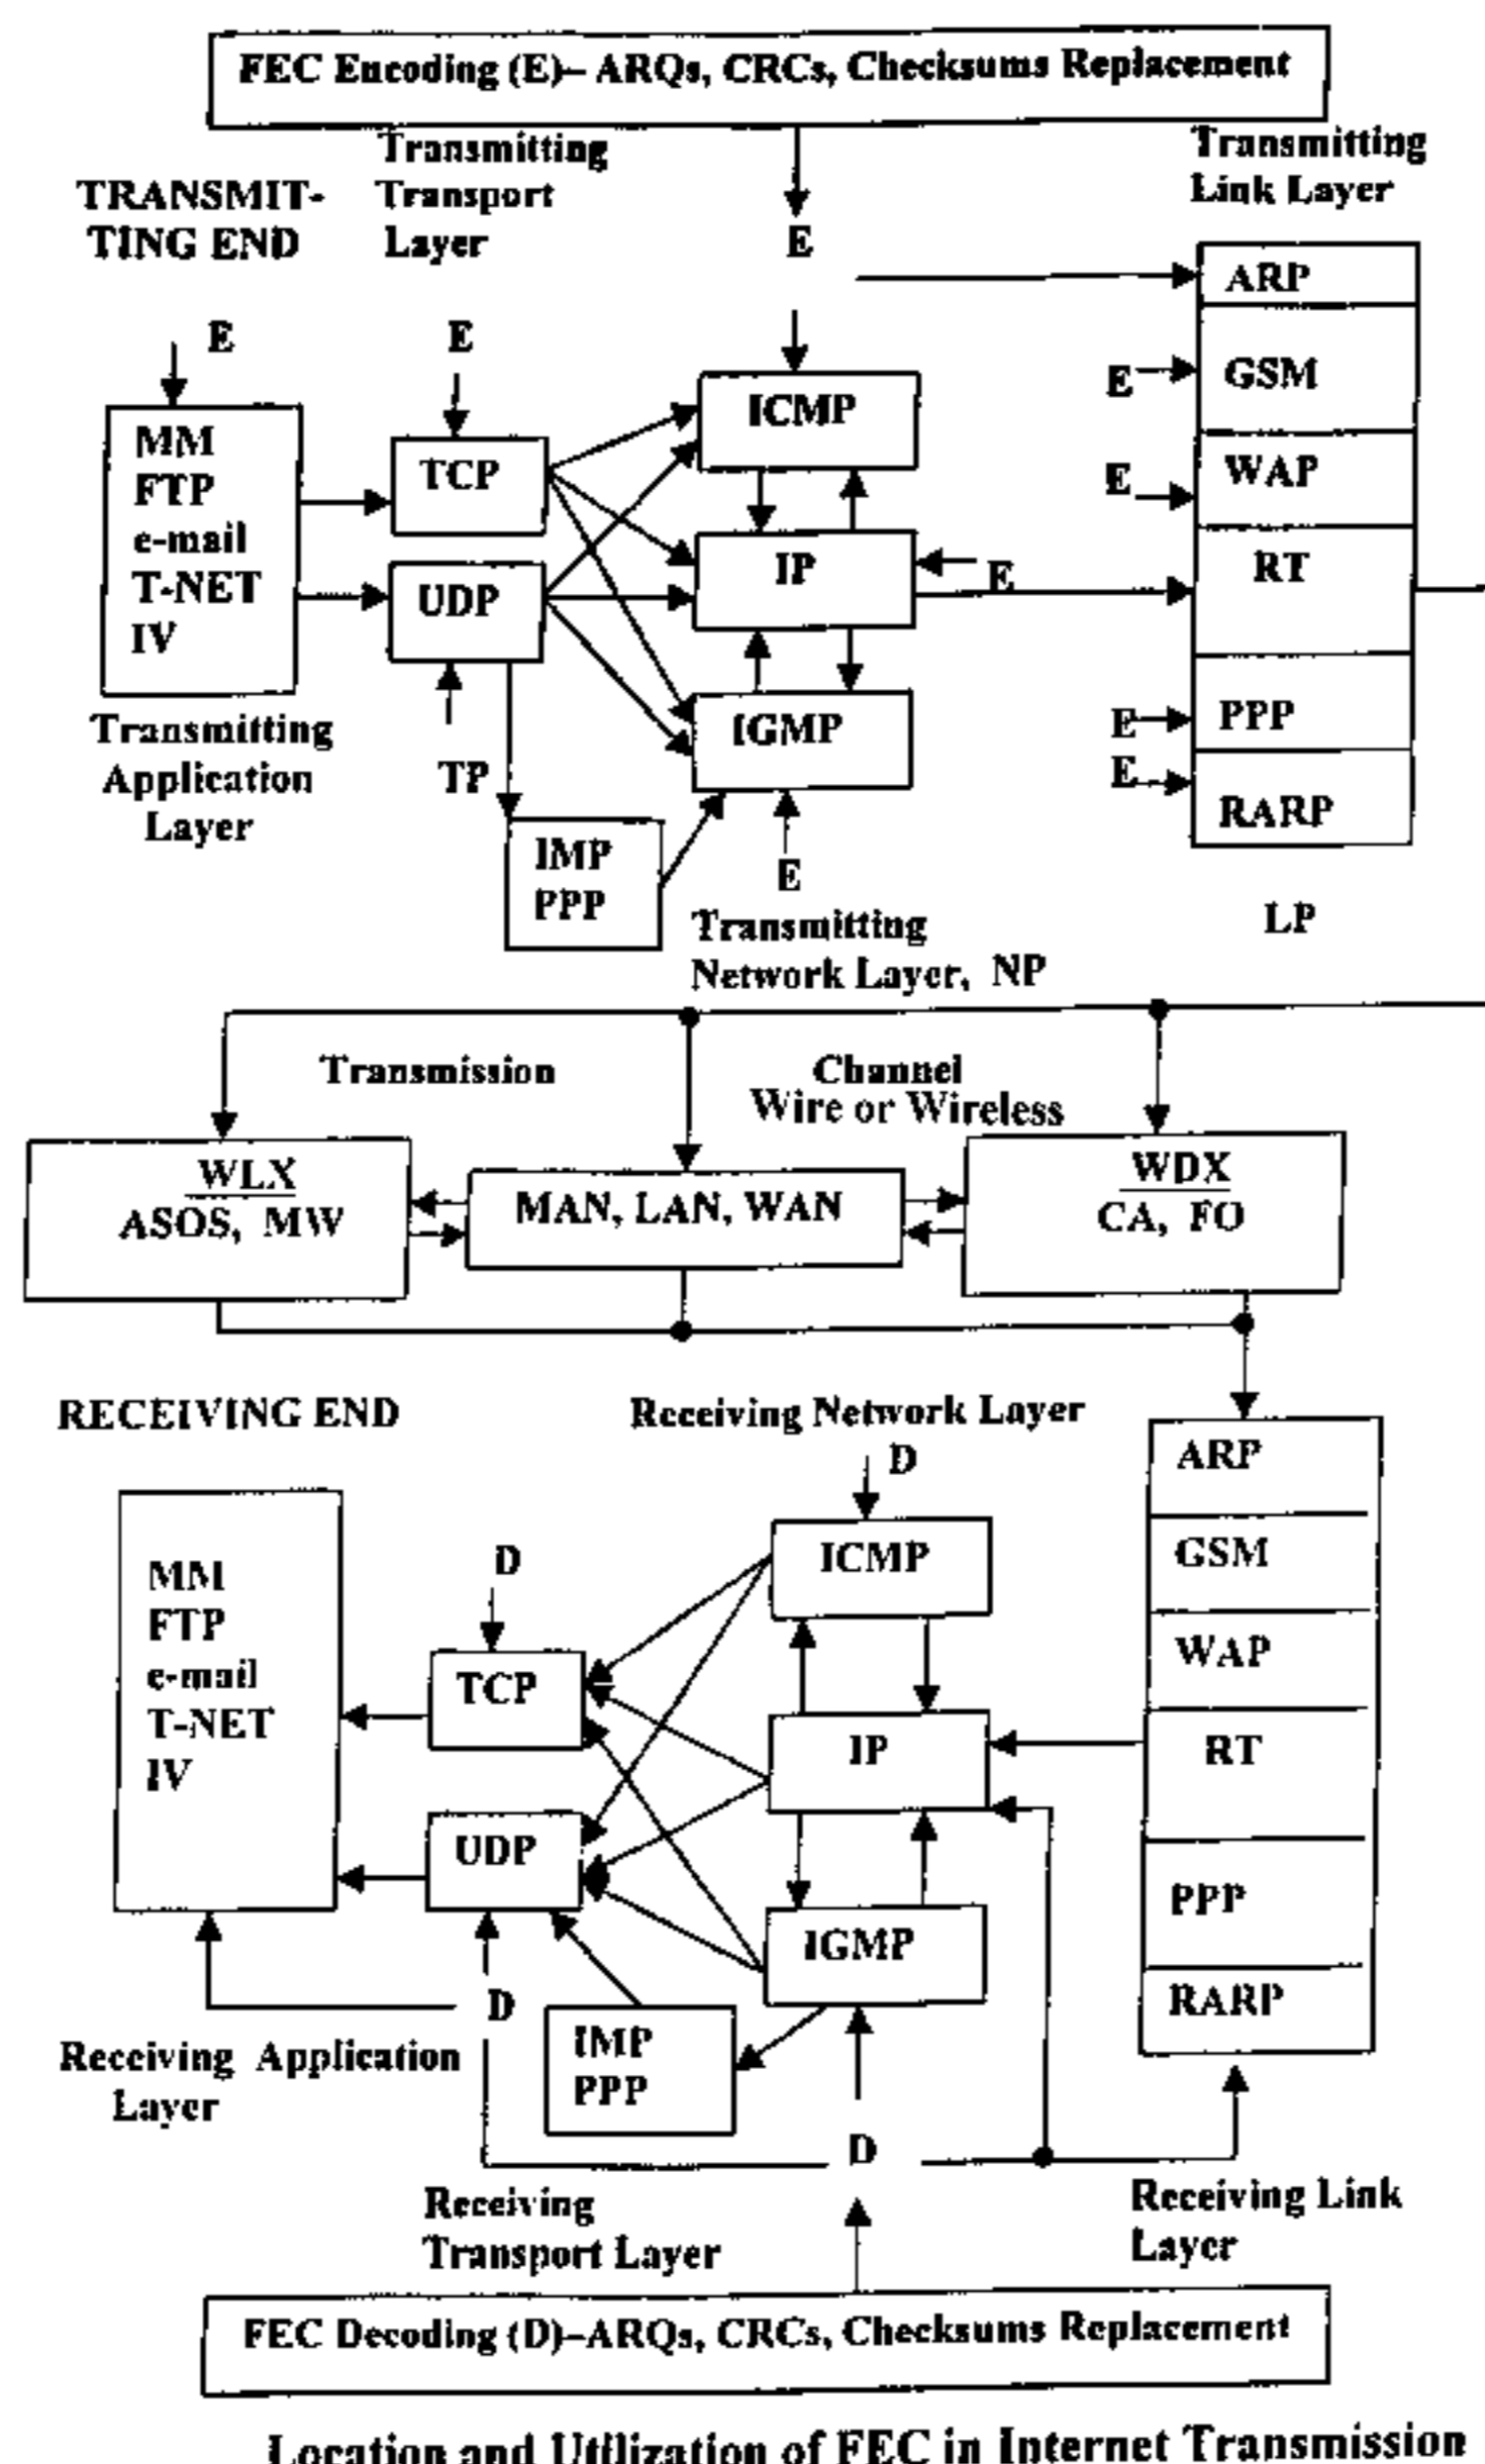 FEC Encoding (E)– ARQs, CRCs, Checksums Replacement
Transmitting
Transport
Layer
Transmitting
Link Layer
TRANSMIT-
TING END
E
E
E
MM
FTP
e-mail
T-NET
IV
TCP
UDP
ICMP
IP
IGMP
E
ARP
GSM
WAP
RT
PPP
RARP
E
E
E
E
Transmitting
Application
Layer
TP
IMP
PPP
E
Transmitting
Network Layer, NP
LP
Transmission
Channel
Wire or Wireless
WLX
ASOS, MW
MAN, LAN, WAN
WDX
CA, FO
RECEIVING END
Receiving Network Layer
D
MM
FTP
e-mail
T-NET
IV
D
TCP
UDP
ICMP
IP
IGMP
ARP
GSM
WAP
RT
PPP
RARP
D
IMP
PPP
Receiving Application
Layer
D
Receiving
Transport Layer
Receiving Link
Layer
FEC Decoding (D)–ARQs, CRCs, Checksums Replacement
Location and Utilization of FEC in Internet Transmission